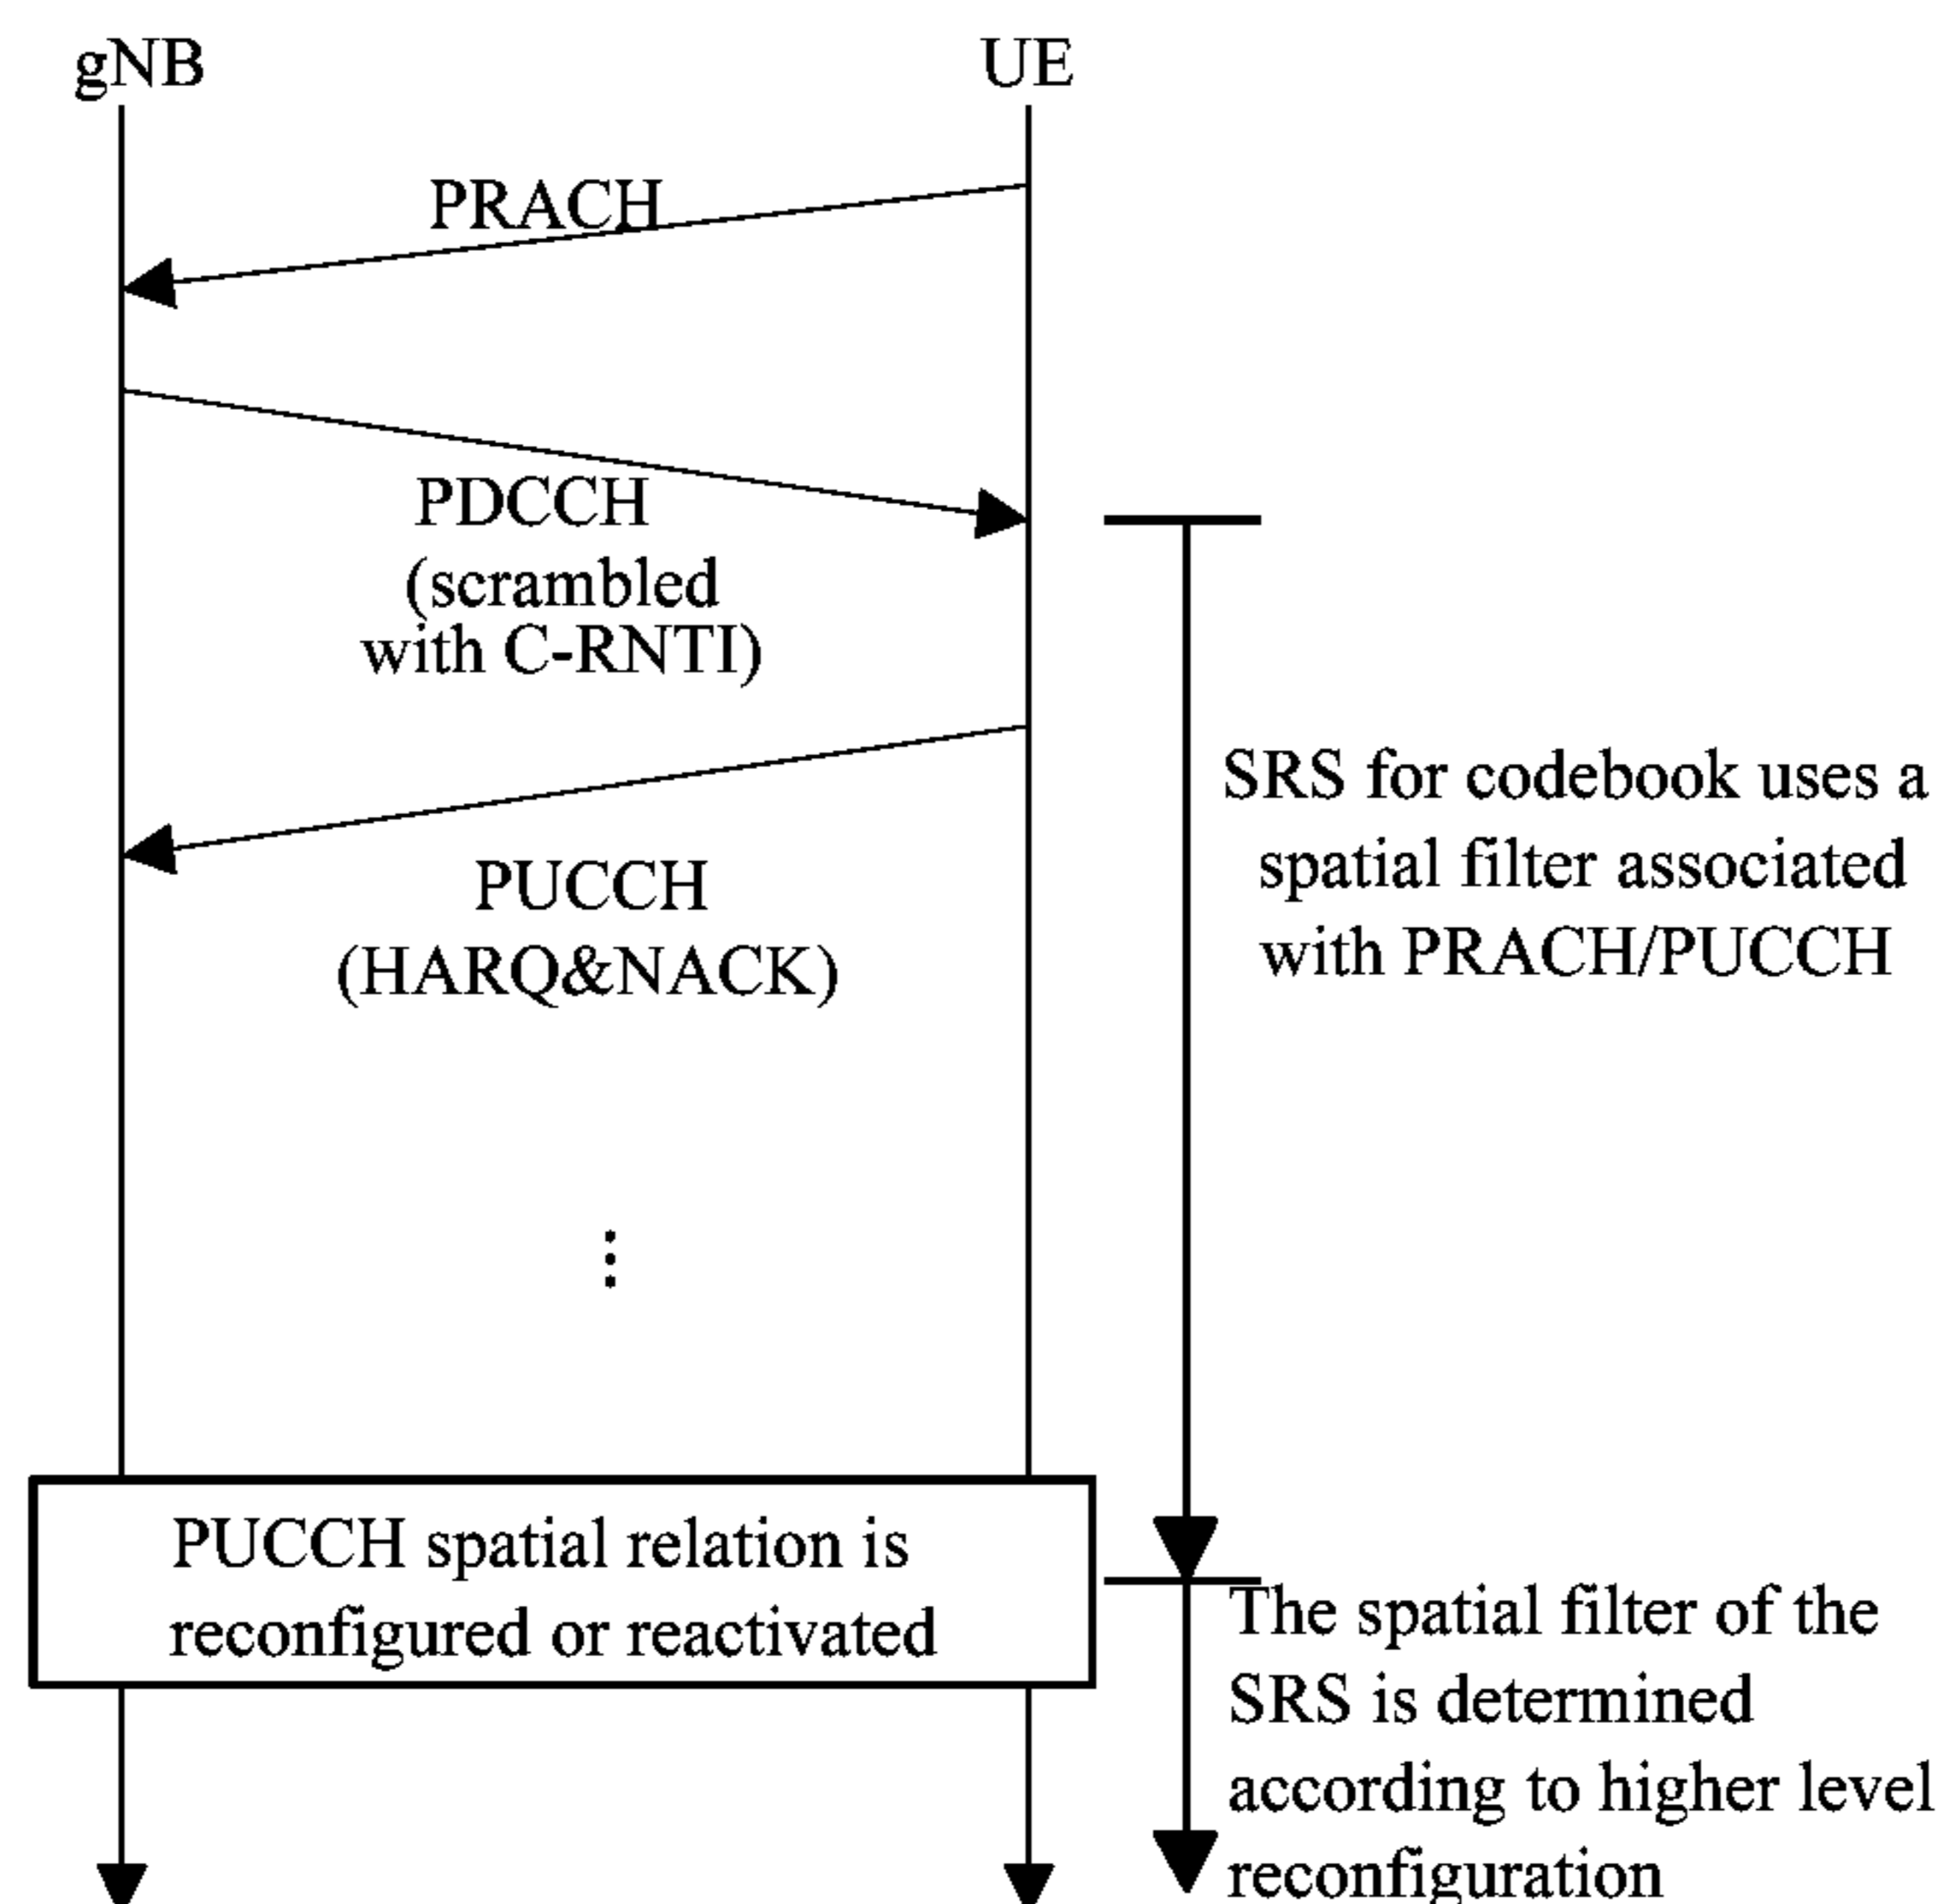 gNB
UE
PRACH
PDCCH
(scrambled
with C-RNTI)
PUCCH
(HARQ&NACK)
SRS for codebook uses a
spatial filter associated
with PRACH/PUCCH
PUCCH spatial relation is
reconfigured or reactivated
The spatial filter of the
SRS is determined
according to higher level
reconfiguration